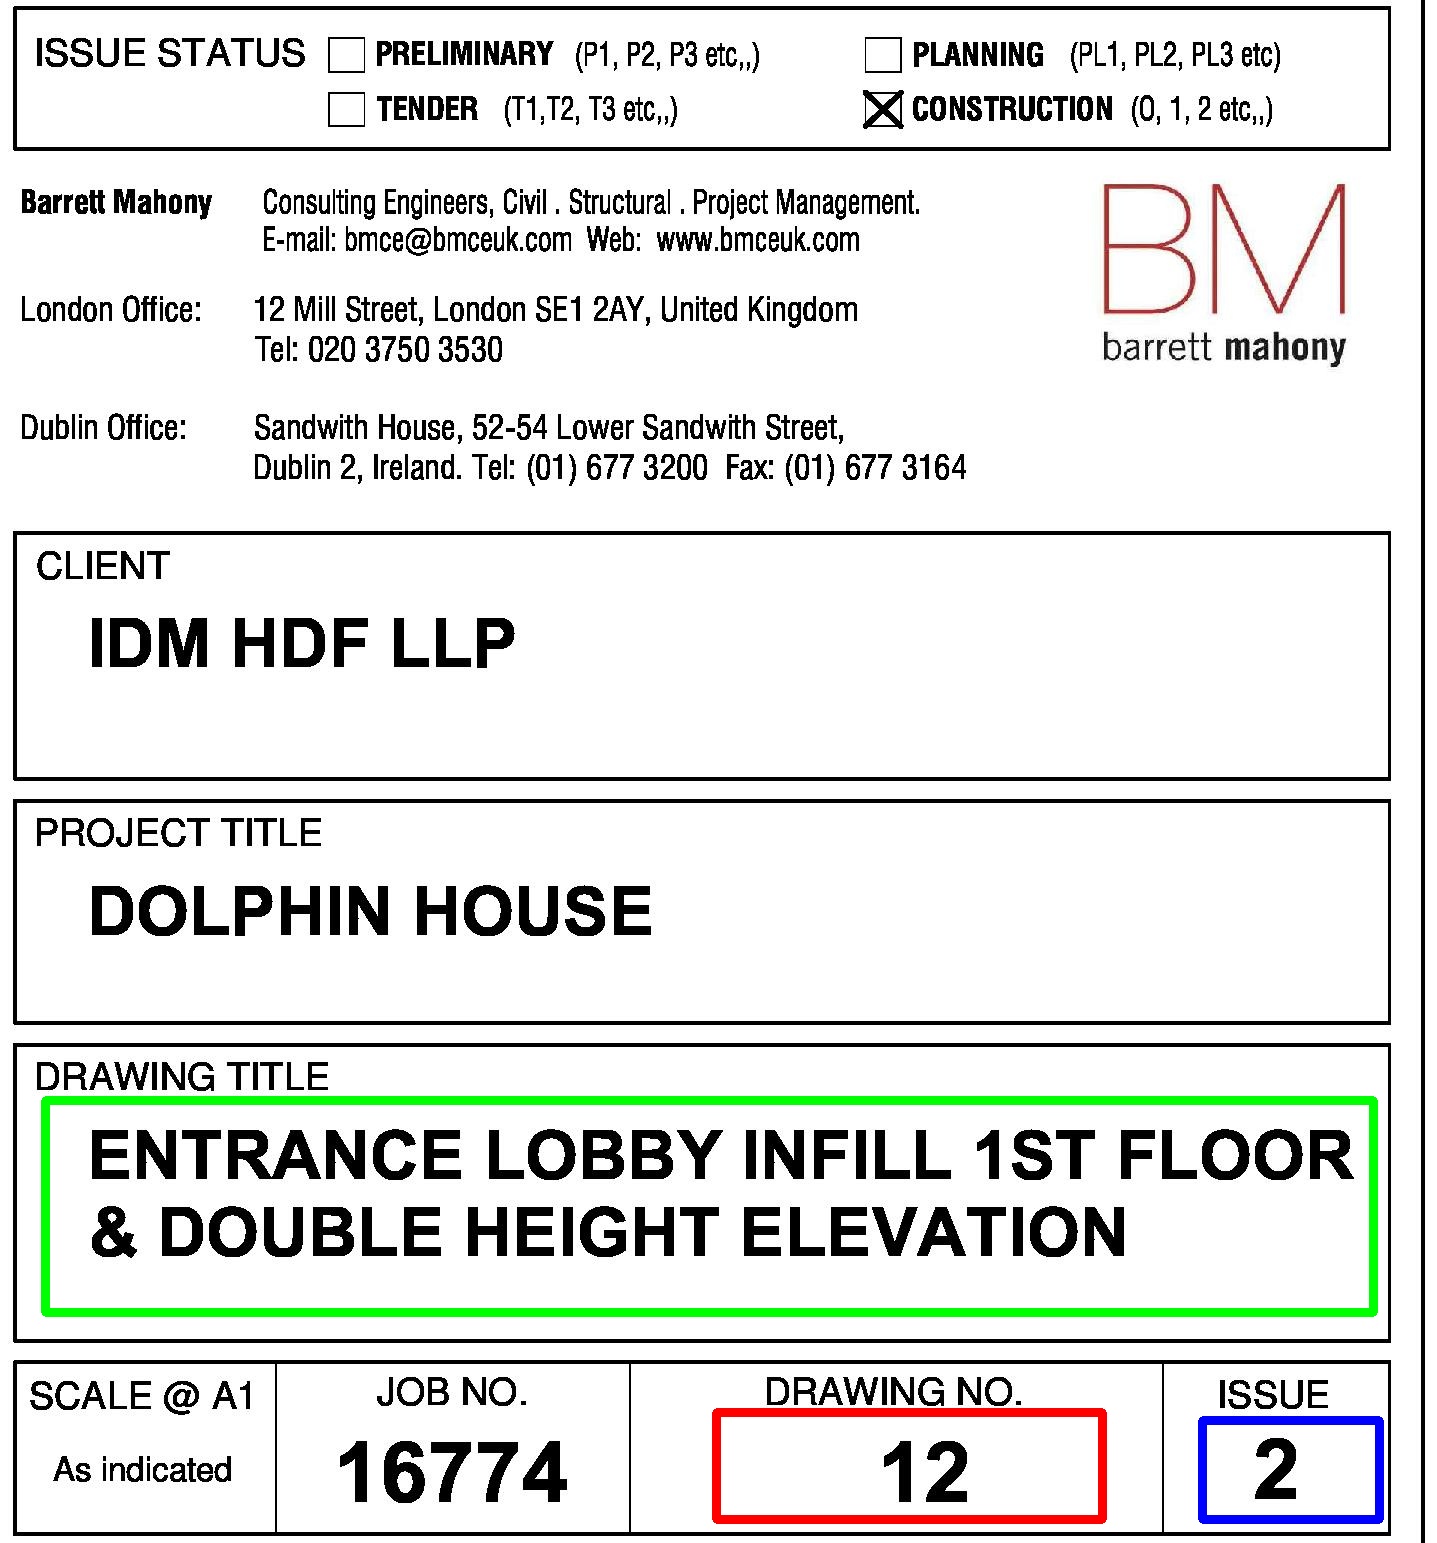 ISSUE STATUS
PRELIMINARY (P1, P2, P3 etc,,)
PLANNING (PL1, PL2, PL3 etc)
TENDER (T1,T2, T3 etc,,)
CONSTRUCTION (0, 1, 2 etc,,)
Barrett Mahony Consulting Engineers, Civil . Structural . Project Management.
E-mail: bmce@bmceuk.com Web: www.bmceuk.com
BM
barrett mahony
London Office: 12 Mill Street, London SE1 2AY, United Kingdom
Tel: 020 3750 3530
Dublin Office: Sandwith House, 52-54 Lower Sandwith Street,
Dublin 2, Ireland. Tel: (01) 677 3200 Fax: (01) 677 3164
CLIENT
IDM HDF LLP
PROJECT TITLE
DOLPHIN HOUSE
DRAWING TITLE
ENTRANCE LOBBY INFILL 1ST FLOOR
& DOUBLE HEIGHT ELEVATION
SCALE @ A1
As indicated
JOB NO.
16774
DRAWING NO.
12
ISSUE
2